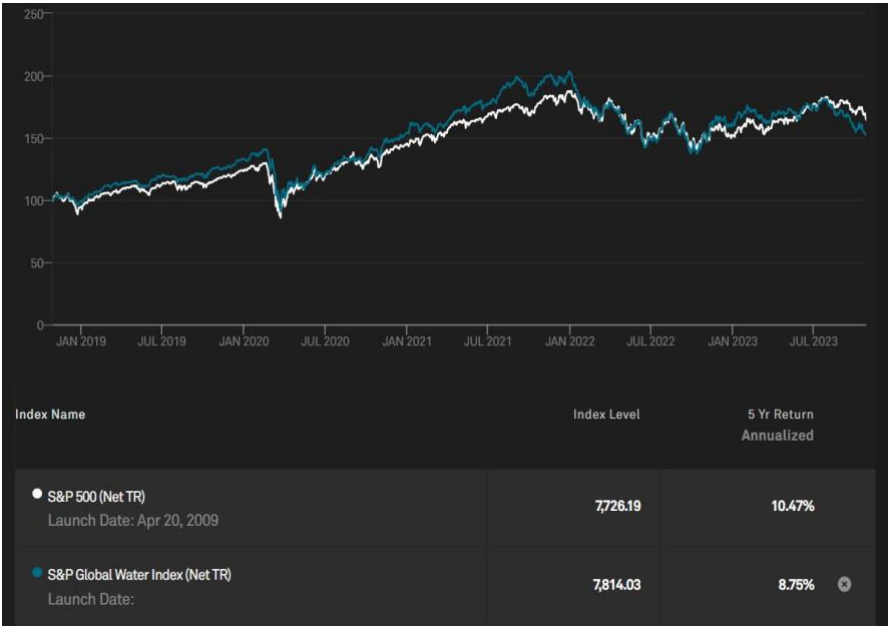 250
200
150
100
50
0
JAN 2019 JUL 2019 JAN 2020 JUL 2020 JAN 2021 JUL 2021 JAN 2022 JUL 2022 JAN 2023 JUL 2023
Index Name Index Level 5 Yr Return
Annualized
S&P 500 (Net TR) 7,726.19 10.47%
Launch Date: Apr 20, 2009
S&P Global Water Index (Net TR) 7,814.03 8.75%
Launch Date: